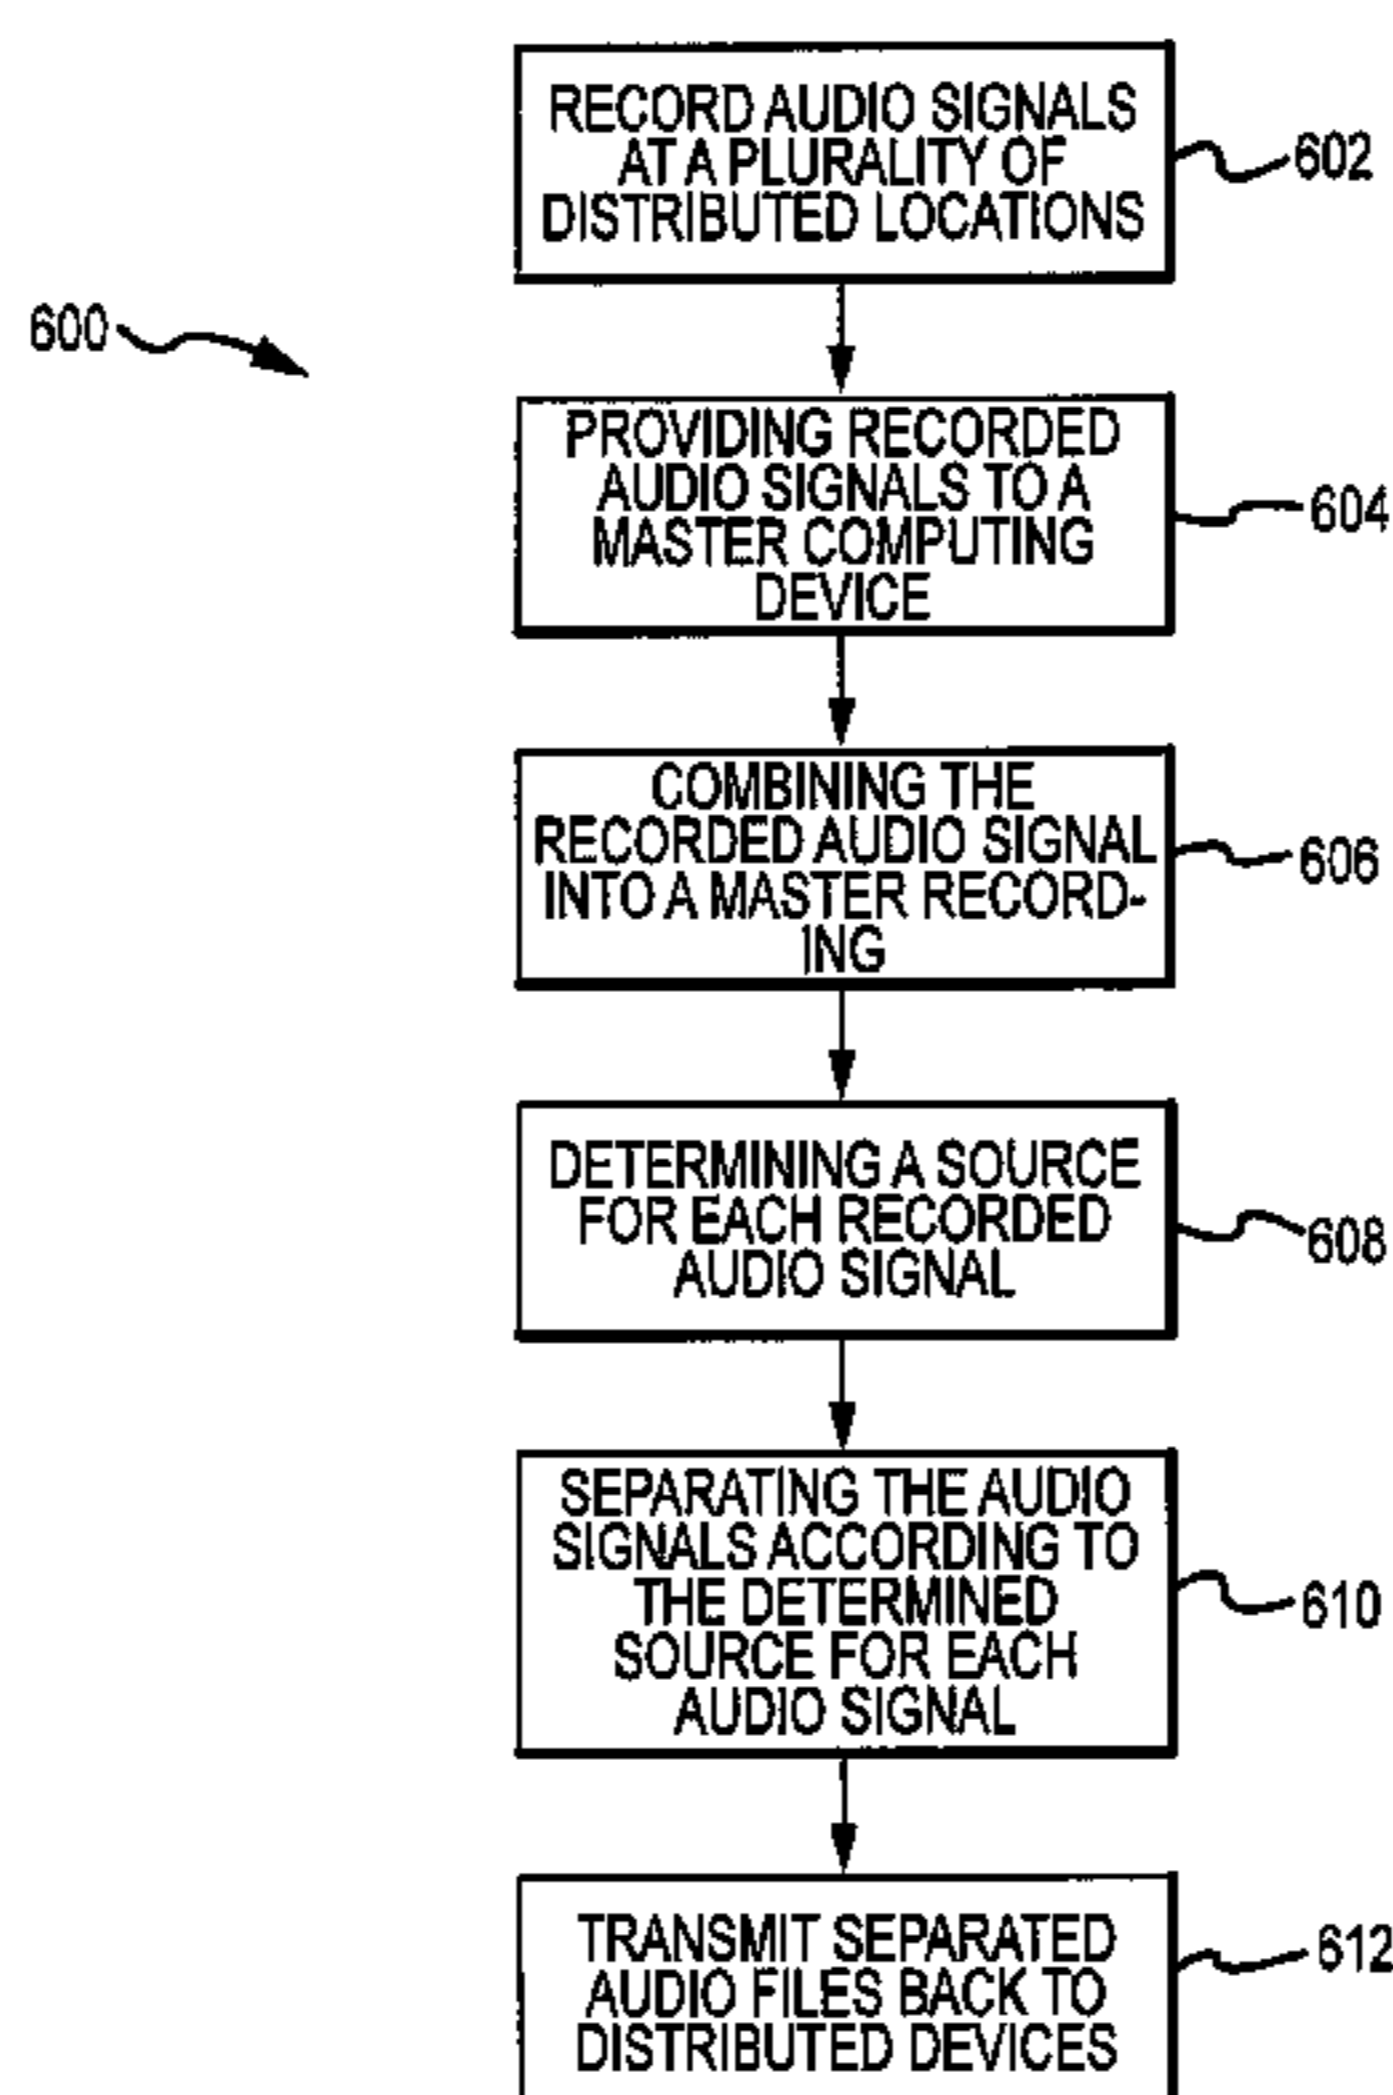 RECORD AUDIO SIGNALS
AT A PLURALITY OF
DISTRIBUTED LOCATIONS
602
600
PROVIDING RECORDED
AUDIO SIGNALS TO A
MASTER COMPUTING
DEVICE
604
COMBINING THE
RECORDED AUDIO SIGNAL
INTO A MASTER RECORD-
ING
606
DETERMINING A SOURCE
FOR EACH RECORDED
AUDIO SIGNAL
608
SEPARATING THE AUDIO
SIGNALS ACCORDING TO
THE DETERMINED
SOURCE FOR EACH
AUDIO SIGNAL
610
TRANSMIT SEPARATED
AUDIO FILES BACK TO
DISTRIBUTED DEVICES
612